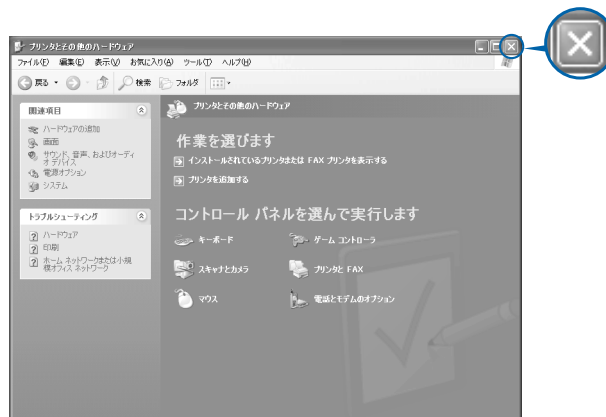 プリンタとその他のハードウェア
ファイル(F) 編集(E) 表示(V) お気に入り(A) ツール(T) ヘルプ(H)
戻る 検索 フォルダ
関連項目
ハードウェアの追加
画面
サウンド、音声、およびオーディ
オ デバイス
電源オプション
システム
トラブルシューティング
ハードウェア
印刷
ホーム ネットワークまたは小規
模オフィス ネットワーク
プリンタとその他のハードウェア
作業を選びます
インストールされているプリンタまたは FAX プリンタを表示する
プリンタを追加する
コントロール パネルを選んで実行します
キーボード ゲーム コントローラ
スキャナとカメラ プリンタと FAX
マウス 電話とモデムのオプション